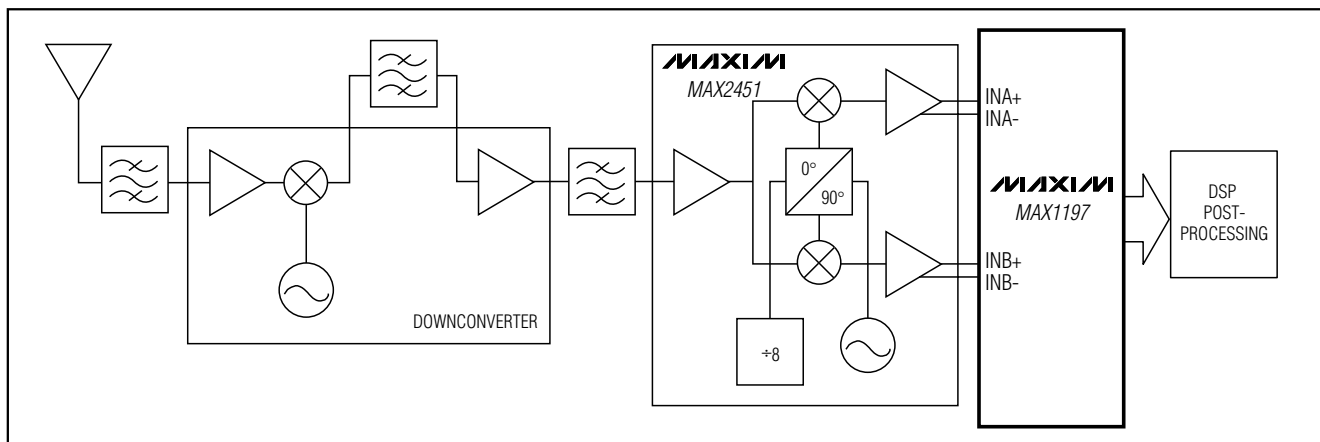 DOWNCONVERTER
MAXIM
MAX2451
0°
90°
÷8
INA+
INA-
MAXIM
MAX1197
INB+
INB-
DSP
POST-
PROCESSING